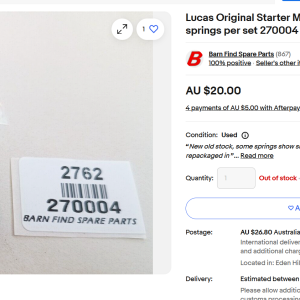 1
2762
270004
BARN FIND SPARE PARTS
Lucas Original Starter M
springs per set 270004
B
Barn Find Spare Parts (867)
100% positive · Seller's other i
AU $20.00
4 payments of AU $5.00 with Afterpay
Condition: Used
"New old stock, some springs show s
repackaged in"... Read more
Quantity: 1 Out of stock
A
Postage: AU $26.80 Australia
International deliver
and additional charg
Located in: Eden Hil
Delivery: Estimated between
Please allow additio